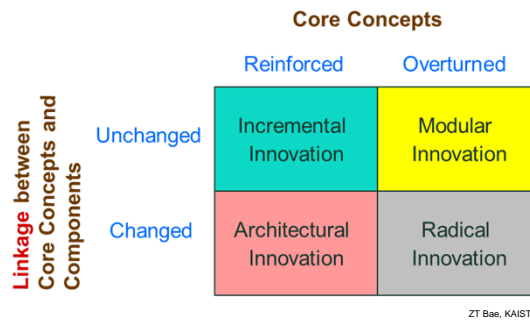 Core Concepts
Reinforced
Overturned
Linkage between
Core Concepts and
Components
Unchanged
Incremental
Innovation
Modular
Innovation
Changed
Architectural
Innovation
Radical
Innovation
ZT Bae, KAIST